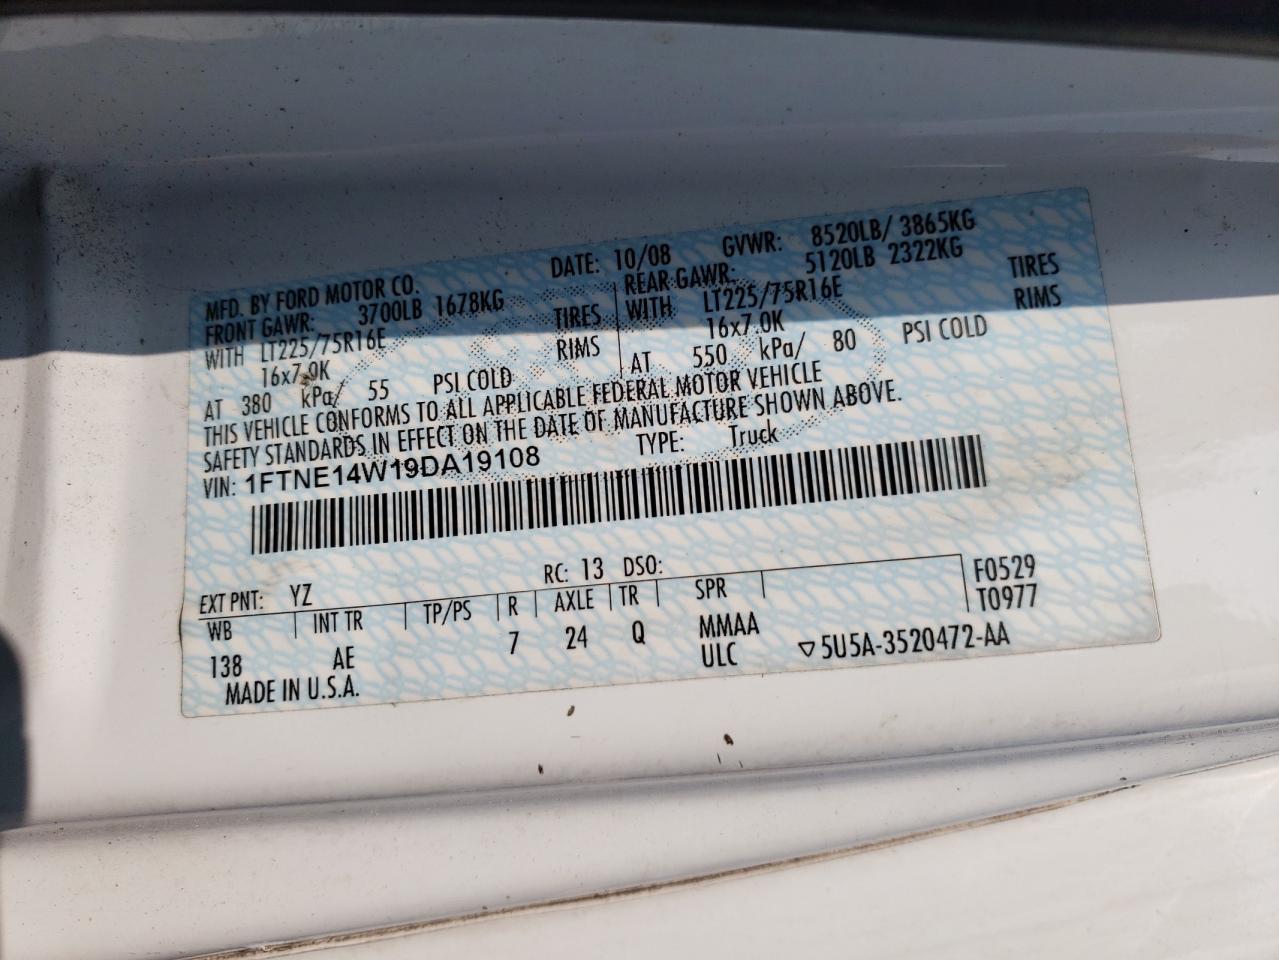 MFD. BY FORD MOTOR CO.
DATE: 10/08 GVWR: 8520LB/ 3865KG
FRONT GAWR: 3700LB 1678KG
REAR GAWR: 5120LB 2322KG
WITH LT225/75R16E TIRES
WITH LT225/75R16E TIRES
16x7.0K RIMS
16x7.0K RIMS
AT 380 kPa/ 55 PSI COLD
AT 550 kPa/ 80 PSI COLD
THIS VEHICLE CONFORMS TO ALL APPLICABLE FEDERAL MOTOR VEHICLE
SAFETY STANDARDS IN EFFECT ON THE DATE OF MANUFACTURE SHOWN ABOVE.
VIN: 1FTNE14W19DA19108 TYPE: Truck
EXT PNT: YZ RC: 13 DSO:
WB INT TR TP/PS R AXLE TR SPR F0529
T0977
138 AE 7 24 Q MMAA
ULC ▽5U5A-3520472-AA
MADE IN U.S.A.